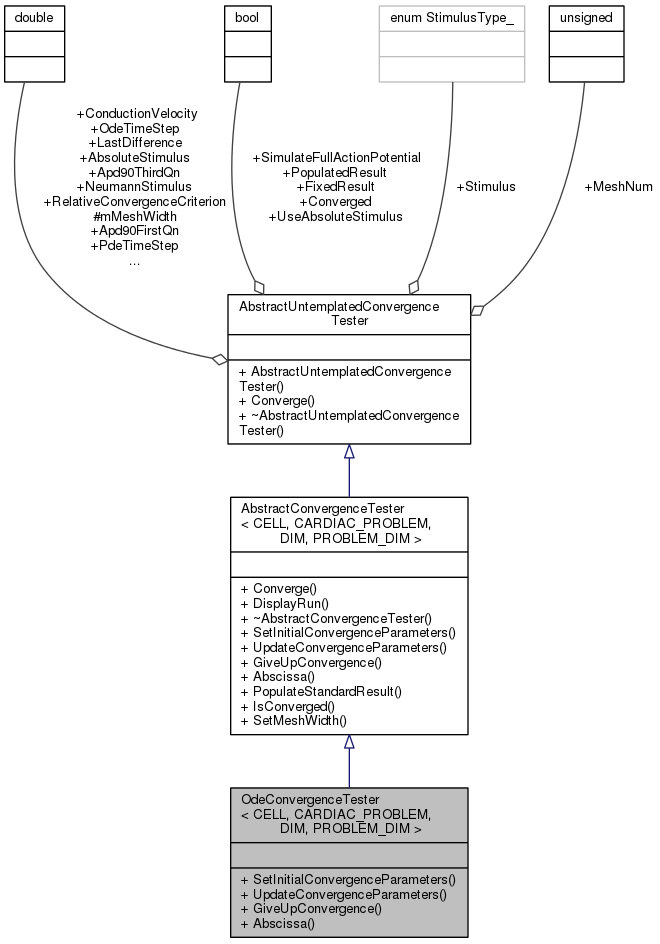 double
bool
enum StimulusType_
unsigned
+ConductionVelocity
+OdeTimeStep
+LastDifference
+AbsoluteStimulus
+Apd90ThirdQn
+NeumannStimulus
+RelativeConvergenceCriterion
#mMeshWidth
+Apd90FirstQn
+PdeTimeStep
...
+SimulateFullActionPotential
+PopulatedResult
+FixedResult
+Converged
+UseAbsoluteStimulus
+Stimulus
+MeshNum
AbstractUntemplatedConvergence
Tester
+ AbstractUntemplatedConvergence
Tester()
+ Converge()
+ ~AbstractUntemplatedConvergence
Tester()
AbstractConvergenceTester
< CELL, CARDIAC_PROBLEM,
DIM, PROBLEM_DIM >
+ Converge()
+ DisplayRun()
+ ~AbstractConvergenceTester()
+ SetInitialConvergenceParameters()
+ UpdateConvergenceParameters()
+ GiveUpConvergence()
+ Abscissa()
+ PopulateStandardResult()
+ IsConverged()
+ SetMeshWidth()
OdeConvergenceTester
< CELL, CARDIAC_PROBLEM,
DIM, PROBLEM_DIM >
+ SetInitialConvergenceParameters()
+ UpdateConvergenceParameters()
+ GiveUpConvergence()
+ Abscissa()